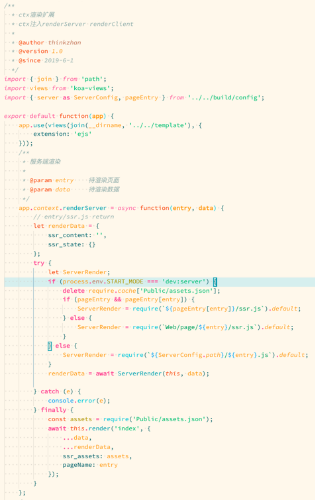 /**
 * ctx渲染扩展
 * ctx注入renderServer renderClient
 *
 * @author thinkzhan
 * @version 1.0
 * @since 2019-6-1
 */
import { join } from 'path';
import views from 'koa-views';
import { server as ServerConfig, pageEntry } from '../../build/config';
export default function(app) {
    app.use(views(join(__dirname, '../../template'), {
        extension: 'ejs'
    }));
    /**
     * 服务端渲染
     *
     * @param entry    待渲染页面
     * @param data     待渲染数据
     */
    app.context.renderServer = async function(entry, data) {
        // entry/ssr.js return
        let renderData = {
            ssr_content: '',
            ssr_state: {}
        };
        try {
            let ServerRender;
            if (process.env.START_MODE === 'dev:server') {
                delete require.cache['Public/assets.json'];
                if (pageEntry && pageEntry[entry]) {
                    ServerRender = require(`${pageEntry[entry]}/ssr.js`).default;
                } else {
                    ServerRender = require(`Web/page/${entry}/ssr.js`).default;
                }
            } else {
                ServerRender = require(`${ServerConfig.path}/${entry}.js`).default;
            }
            renderData = await ServerRender(this, data);
        } catch (e) {
            console.error(e);
        } finally {
            const assets = require('Public/assets.json');
            await this.render('index', {
                ...data,
                ...renderData,
                ssr_assets: assets,
                pageName: entry
            });
        }
    };